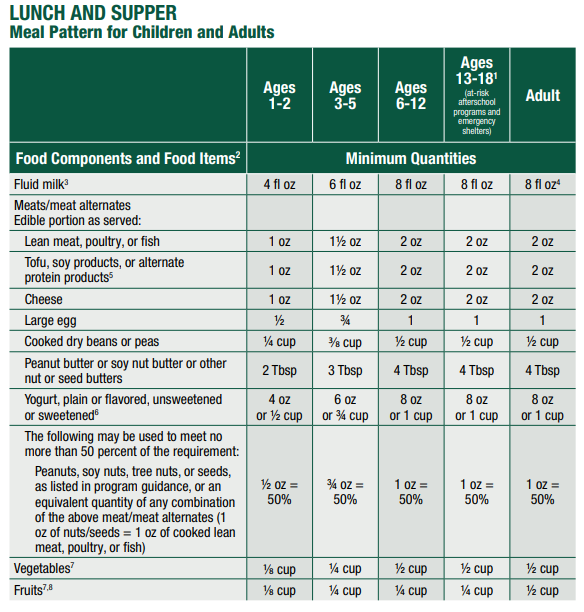 LUNCH AND SUPPER
Meal Pattern for Children and Adults
Ages 1-2 Ages 3-5 Ages 6-12 Ages 13-18¹ (at-risk afterschool programs and emergency shelters) Adult
Food Components and Food Items² Minimum Quantities
Fluid milk³ 4 fl oz 6 fl oz 8 fl oz 8 fl oz 8 fl oz⁴
Meats/meat alternates
Edible portion as served:
Lean meat, poultry, or fish 1 oz 1½ oz 2 oz 2 oz 2 oz
Tofu, soy products, or alternate
protein products⁵ 1 oz 1½ oz 2 oz 2 oz 2 oz
Cheese 1 oz 1½ oz 2 oz 2 oz 2 oz
Large egg ½ ¾ 1 1 1
Cooked dry beans or peas ¼ cup ⅜ cup ½ cup ½ cup ½ cup
Peanut butter or soy nut butter or other
nut or seed butters 2 Tbsp 3 Tbsp 4 Tbsp 4 Tbsp 4 Tbsp
Yogurt, plain or flavored, unsweetened 4 oz 6 oz 8 oz 8 oz 8 oz
or sweetened⁶ or ½ cup or ¾ cup or 1 cup or 1 cup or 1 cup
The following may be used to meet no
more than 50 percent of the requirement:
Peanuts, soy nuts, tree nuts, or seeds,
as listed in program guidance, or an ½ oz = ¾ oz = 1 oz = 1 oz = 1 oz =
equivalent quantity of any combination 50% 50% 50% 50% 50%
of the above meat/meat alternates (1
oz of nuts/seeds = 1 oz of cooked lean
meat, poultry, or fish)
Vegetables⁷ ⅛ cup ¼ cup ½ cup ½ cup ½ cup
Fruits⁷,⁸ ⅛ cup ¼ cup ¼ cup ¼ cup ½ cup